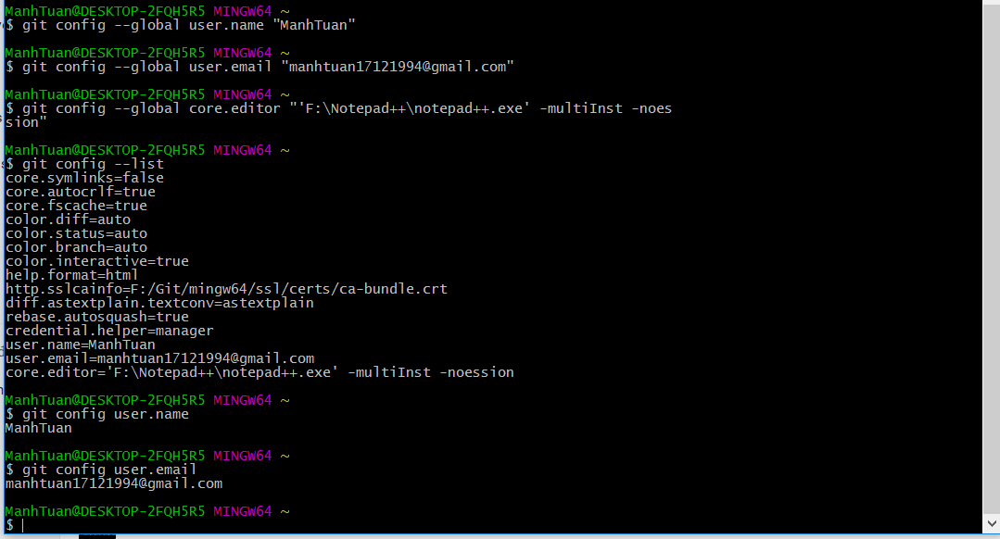 ManhTuan@DESKTOP-2FQH5R5 MINGW64 ~
$ git config --global user.name "ManhTuan"
ManhTuan@DESKTOP-2FQH5R5 MINGW64 ~
$ git config --global user.email "manhtuan17121994@gmail.com"
ManhTuan@DESKTOP-2FQH5R5 MINGW64 ~
$ git config --global core.editor "'F:\Notepad++\notepad++.exe' -multiInst -noes
sion"
ManhTuan@DESKTOP-2FQH5R5 MINGW64 ~
$ git config --list
core.symlinks=false
core.autocrlf=true
core.fscache=true
color.diff=auto
color.status=auto
color.branch=auto
color.interactive=true
help.format=html
http.sslcainfo=F:/Git/mingw64/ssl/certs/ca-bundle.crt
diff.astextplain.textconv=astextplain
rebase.autosquash=true
credential.helper=manager
user.name=ManhTuan
user.email=manhtuan17121994@gmail.com
core.editor='F:\Notepad++\notepad++.exe' -multiInst -noession
ManhTuan@DESKTOP-2FQH5R5 MINGW64 ~
$ git config user.name
ManhTuan
ManhTuan@DESKTOP-2FQH5R5 MINGW64 ~
$ git config user.email
manhtuan17121994@gmail.com
ManhTuan@DESKTOP-2FQH5R5 MINGW64 ~
$